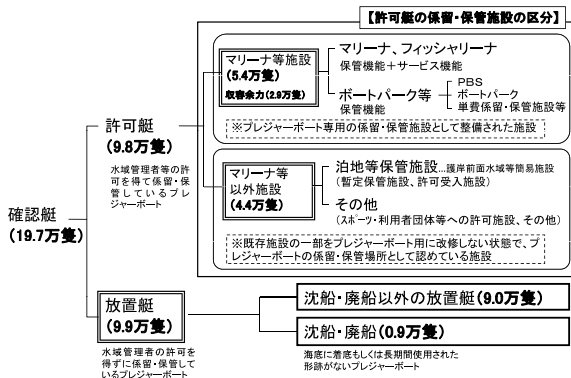 【許可艇の係留・保管施設の区分】
マリーナ等施設
(5.4万隻)
収容余力(2.9万隻)
マリーナ、フィッシャリーナ
保管機能+サービス機能
ボートパーク等
保管機能
PBS
ボートパーク
単費係留・保管施設等
※プレジャーボート専用の係留・保管施設として整備された施設
許可艇
(9.8万隻)
水域管理者等の許
可を得て係留・保
管しているプレ
ジャーボート
マリーナ等
以外施設
(4.4万隻)
泊地等保管施設…護岸前面水域等簡易施設
(暫定保管施設、許可受入施設)
その他
(スポーツ・利用者団体等への許可施設、その他)
※既存施設の一部をプレジャーボート用に改修しない状態で、プ
レジャーボートの係留・保管場所として認めている施設
確認艇
(19.7万隻)
放置艇
(9.9万隻)
水域管理者の許可を
得ずに係留・保管して
いるプレジャーボート
沈船・廃船以外の放置艇(9.0万隻)
沈船・廃船(0.9万隻)
海底に着底もしくは長期間使用された
形跡がないプレジャーボート